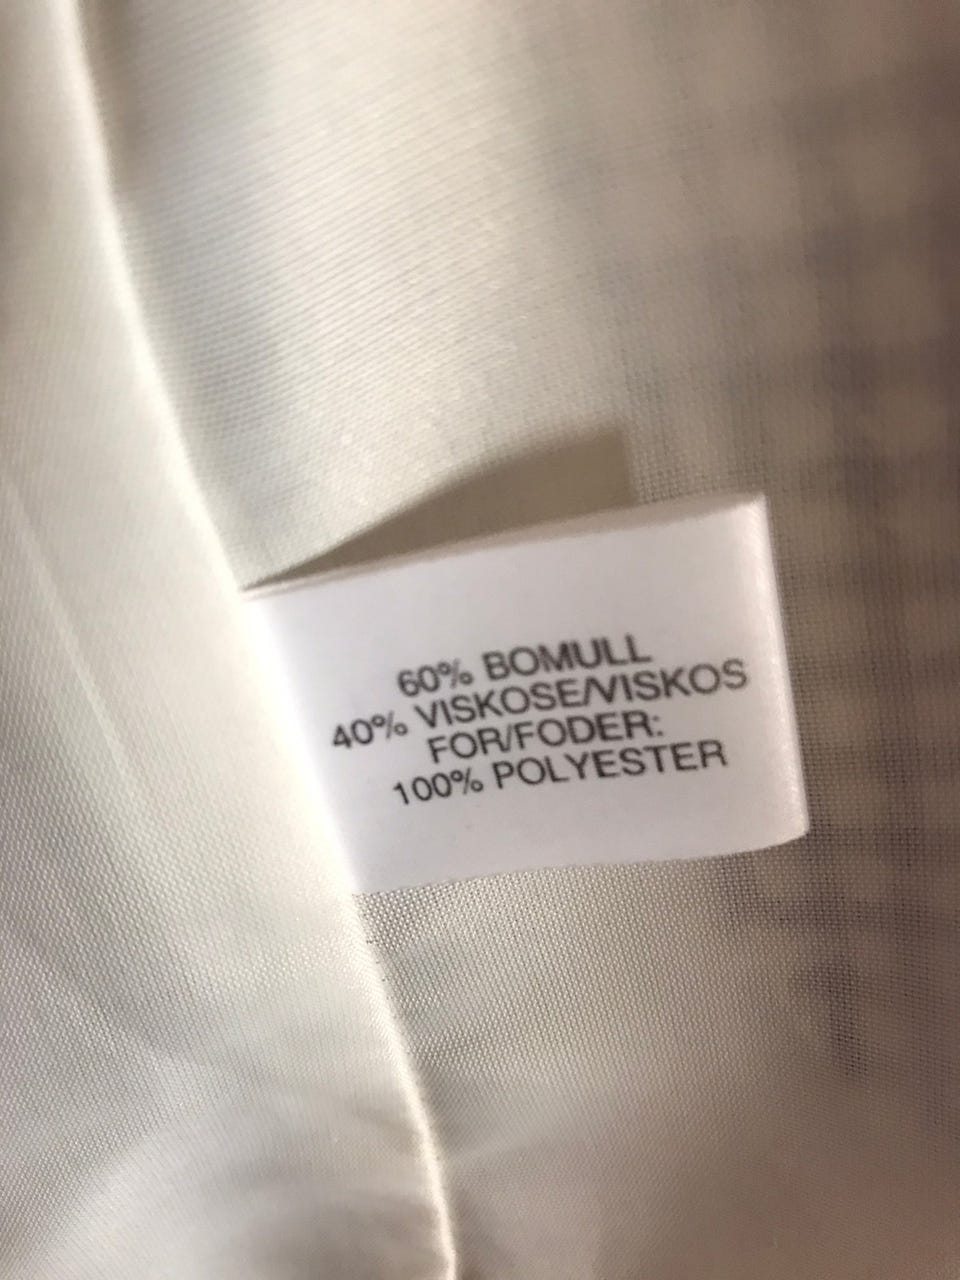 60% BOMULL
40% VISKOSE/VISKOS
FOR/FODER:
100% POLYESTER